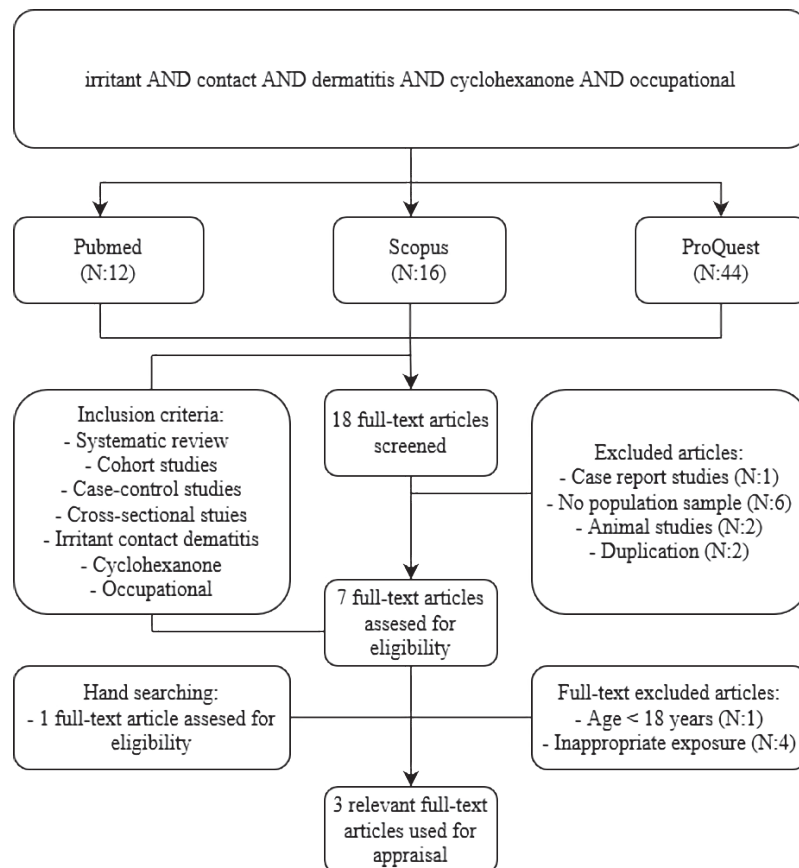 irritant AND contact AND dermatitis AND cyclohexanone AND occupational
Pubmed
(N:12)
Scopus
(N:16)
ProQuest
(N:44)
Inclusion criteria:
- Systematic review
- Cohort studies
- Case-control studies
- Cross-sectional stuies
- Irritant contact dematitis
- Cyclohexanone
- Occupational
18 full-text articles
screened
Excluded articles:
- Case report studies (N:1)
- No population sample (N:6)
- Animal studies (N:2)
- Duplication (N:2)
7 full-text articles
assesed for
eligibility
Hand searching:
- 1 full-text article assesed for
eligibility
Full-text excluded articles:
- Age < 18 years (N:1)
- Inappropriate exposure (N:4)
3 relevant full-text
articles used for
appraisal